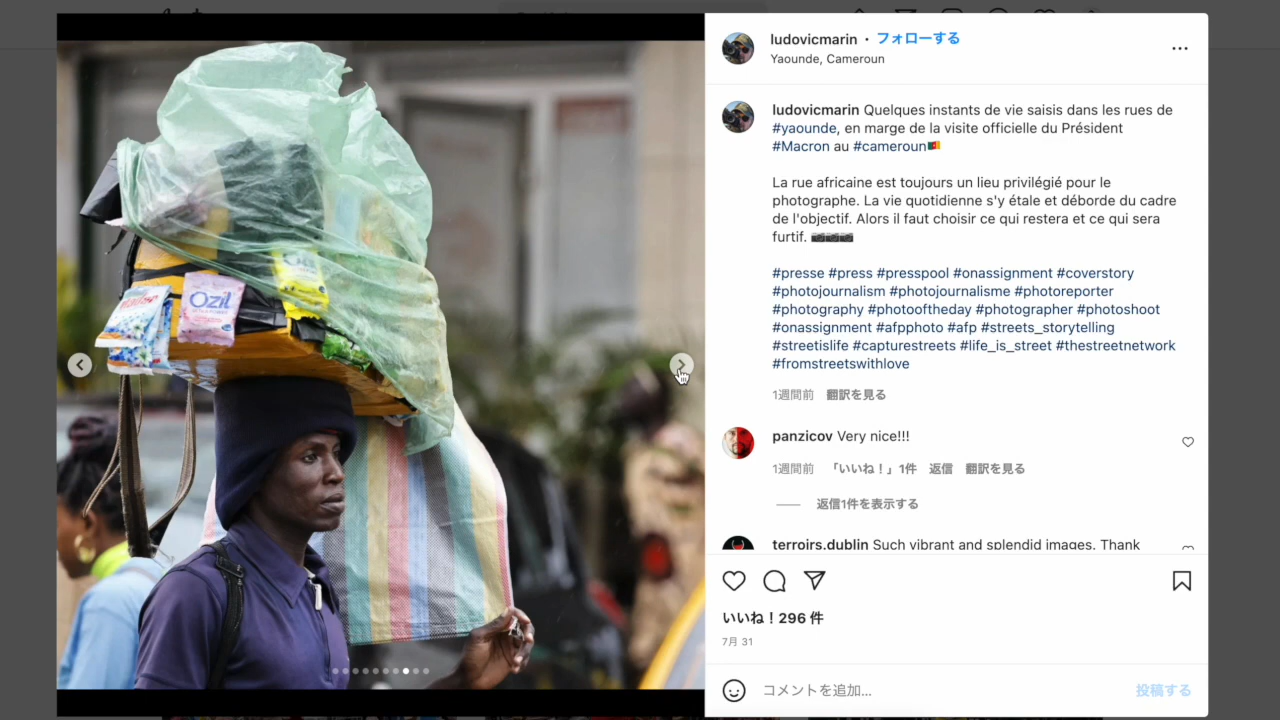 ludovicmarin • フォローする
Yaounde, Cameroun
ludovicmarin Quelques instants de vie saisis dans les rues de
#yaounde, en marge de la visite officielle du Président
#Macron au #cameroun🇨🇲
La rue africaine est toujours un lieu privilégié pour le
photographe. La vie quotidienne s'y étale et déborde du cadre
de l'objectif. Alors il faut choisir ce qui restera et ce qui sera
furtif. 
#presse #press #presspool #onassignment #coverstory
#photojournalism #photojournalisme #photoreporter
#photography #photooftheday #photographer #photoshoot
#onassignment #afpphoto #afp #streets_storytelling
#streetislife #capturestreets #life_is_street #thestreetnetwork
#fromstreetswithlove
1週間前 翻訳を見る
panzicov Very nice!!!
1週間前 「いいね！」1件 返信 翻訳を見る
返信1件を表示する
terroirs.dublin Such vibrant and splendid images. Thank
いいね！296 件
7月 31
コメントを追加...
投稿する
Ozil